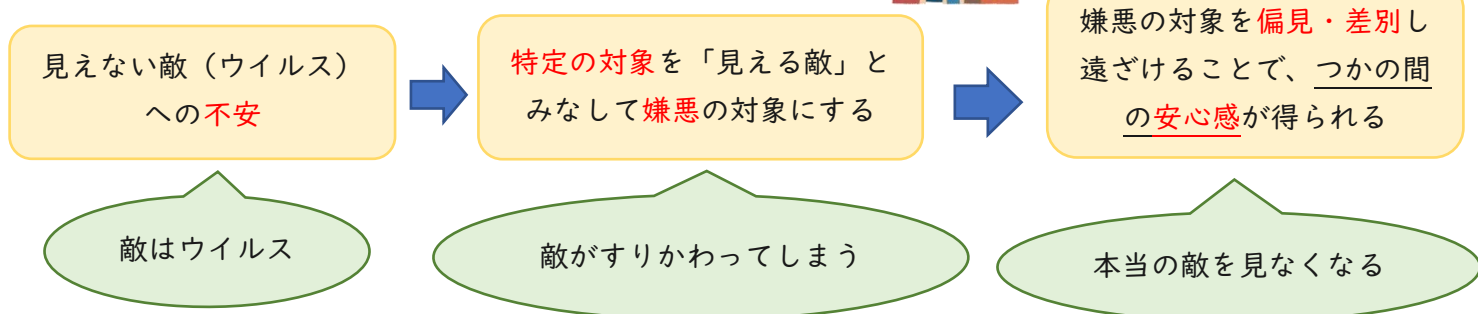 見えない敵（ウイルス）
への不安
特定の対象を「見える敵」と
みなして嫌悪の対象にする
嫌悪の対象を偏見・差別し
遠ざけることで、つかの間
の安心感が得られる
敵はウイルス
敵がすりかわってしまう
本当の敵を見なくなる